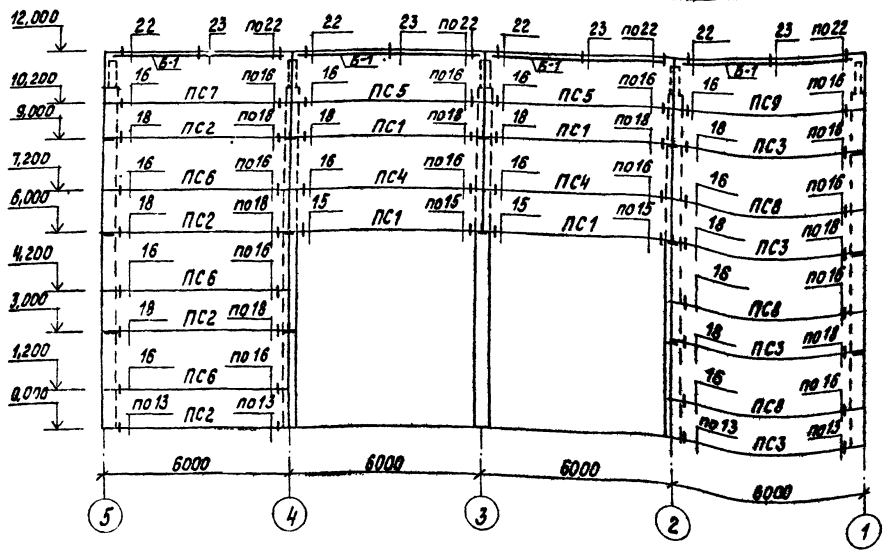 12,000 22 23 по22 22 23 по22 22 23 по22 22 23 по22
Б-1 Б-1 Б-1 Б-1
10,200 16 ПС7 по16 16 ПС5 по16 16 ПС5 по16 16 ПС9 по16
9,000 18 ПС2 по18 18 ПС1 по18 18 ПС1 по18 18 ПС3 по16
7,200 16 ПС6 по16 16 ПС4 по16 16 ПС4 по16 16 ПС8 по16
6,000 18 ПС2 по18 15 ПС1 по15 15 ПС1 по15 18 ПС3 по18
4,200 16 ПС6 по16 16 ПС8 по16
3,000 18 ПС2 по18 18 ПС3 по18
1,200 16 ПС6 по16 16 ПС8 по16
0,000 по13 ПС2 по13 по13 ПС3 по13
6000 6000 6000 6000
5 4 3 2 1